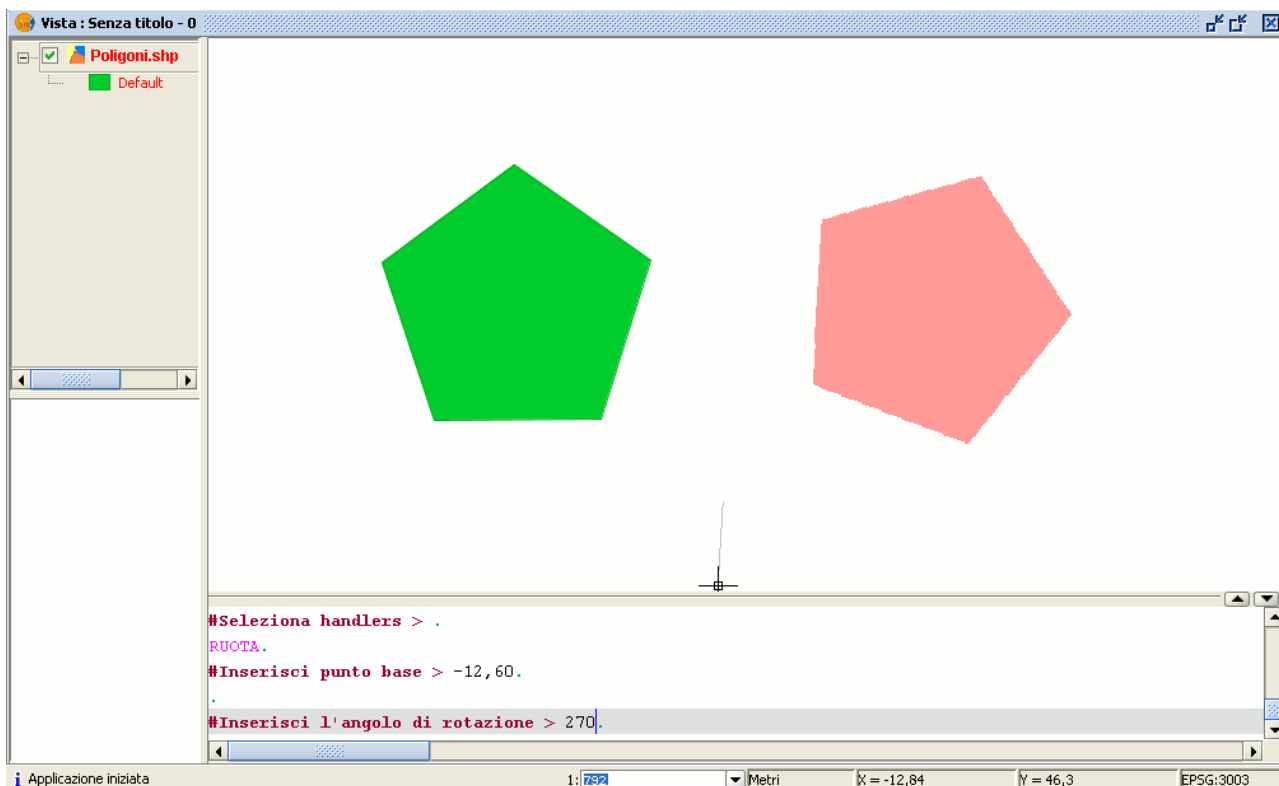 Vista : Senza titolo - 0
Poligoni.shp
Default
#Seleziona handlers > .
RUOTA.
#Inserisci punto base > -12,60.
.
#Inserisci l'angolo di rotazione > 270.
Applicazione iniziata 1: 792 Metri X = -12,84 Y = 46,3 EPSG:3003